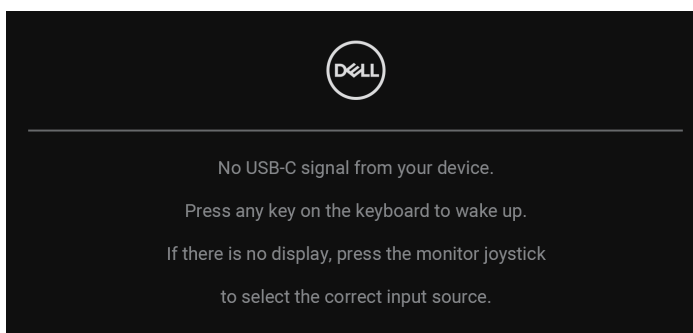 DELL
No USB-C signal from your device.
Press any key on the keyboard to wake up.
If there is no display, press the monitor joystick
to select the correct input source.